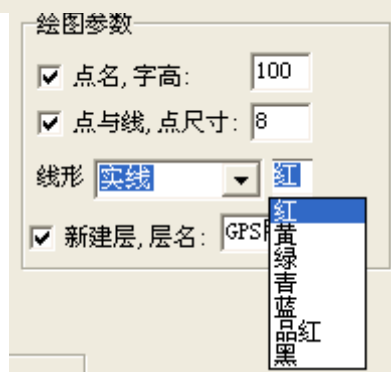 绘图参数
点名,字高: 100
点与线,点尺寸: 8
线形 实线 红
新建层,层名: GPS
红
黄
绿
青
蓝
品红
黑